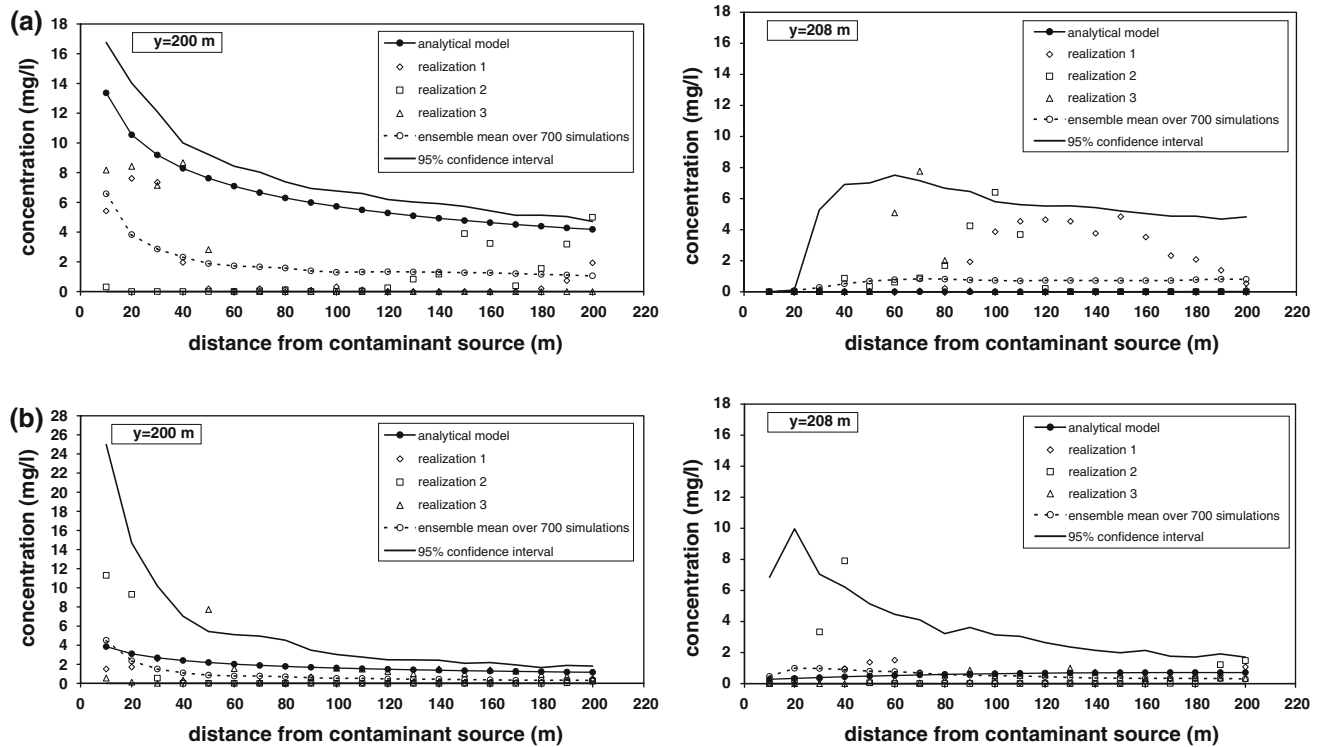 (a)
18
16
14
12
10
8
6
4
2
0
concentration (mg/l)
y=200 m
analytical model
realization 1
realization 2
realization 3
ensemble mean over 700 simulations
95% confidence interval
0 20 40 60 80 100 120 140 160 180 200 220
distance from contaminant source (m)
18
16
14
12
10
8
6
4
2
0
concentration (mg/l)
y=208 m
analytical model
realization 1
realization 2
realization 3
ensemble mean over 700 simulations
95% confidence interval
0 20 40 60 80 100 120 140 160 180 200 220
distance from contaminant source (m)
(b)
28
26
24
22
20
18
16
14
12
10
8
6
4
2
0
concentration (mg/l)
y=200 m
analytical model
realization 1
realization 2
realization 3
ensemble mean over 700 simulations
95% confidence interval
0 20 40 60 80 100 120 140 160 180 200 220
distance from contaminant source (m)
18
16
14
12
10
8
6
4
2
0
concentration (mg/l)
y=208 m
analytical model
realization 1
realization 2
realization 3
ensemble mean over 700 simulations
95% confidence interval
0 20 40 60 80 100 120 140 160 180 200 220
distance from contaminant source (m)